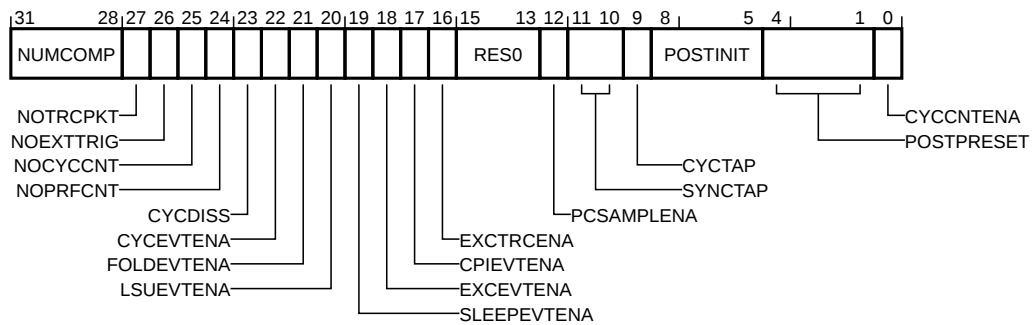 31 28 27 26 25 24 23 22 21 20 19 18 17 16 15 13 12 11 10 9 8 5 4 1 0
NUMCOMP RES0 POSTINIT
NOTRCPKT CYCCNTENA
NOEXTTRIG POSTPRESET
NOCYCCNT CYCTAP
NOPRFCNT SYNCTAP
CYCDISS PCSAMPLENA
CYCEVTENA EXCTRCENA
FOLDEVTENA CPIEVTENA
LSUEVTENA EXCEVTENA
SLEEPEVTENA